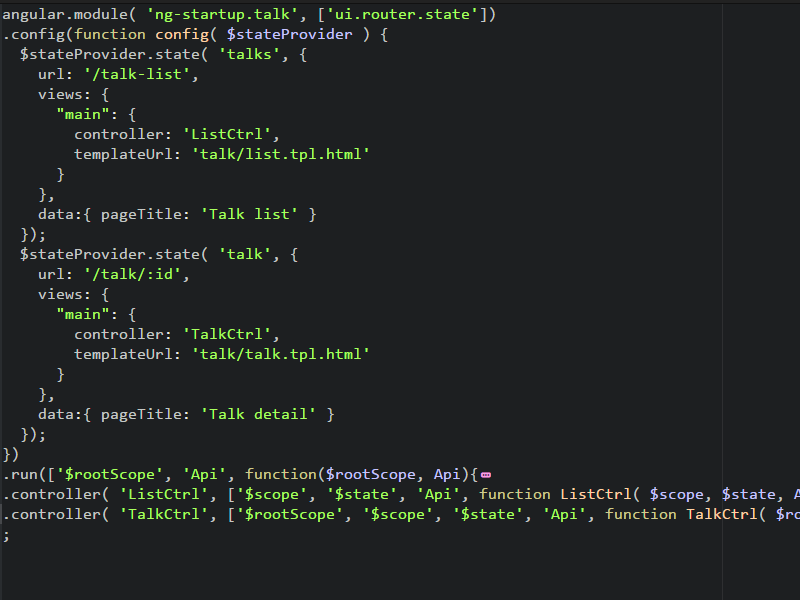 angular.module( 'ng-startup.talk', ['ui.router.state'])
.config(function config( $stateProvider ) {
  $stateProvider.state( 'talks', {
    url: '/talk-list',
    views: {
      "main": {
        controller: 'ListCtrl',
        templateUrl: 'talk/list.tpl.html'
      }
    },
    data:{ pageTitle: 'Talk list' }
  });
  $stateProvider.state( 'talk', {
    url: '/talk/:id',
    views: {
      "main": {
        controller: 'TalkCtrl',
        templateUrl: 'talk/talk.tpl.html'
      }
    },
    data:{ pageTitle: 'Talk detail' }
  });
})
.run(['$rootScope', 'Api', function($rootScope, Api){
.controller( 'ListCtrl', ['$scope', '$state', 'Api', function ListCtrl( $scope, $state,
.controller( 'TalkCtrl', ['$rootScope', '$scope', '$state', 'Api', function TalkCtrl(
;